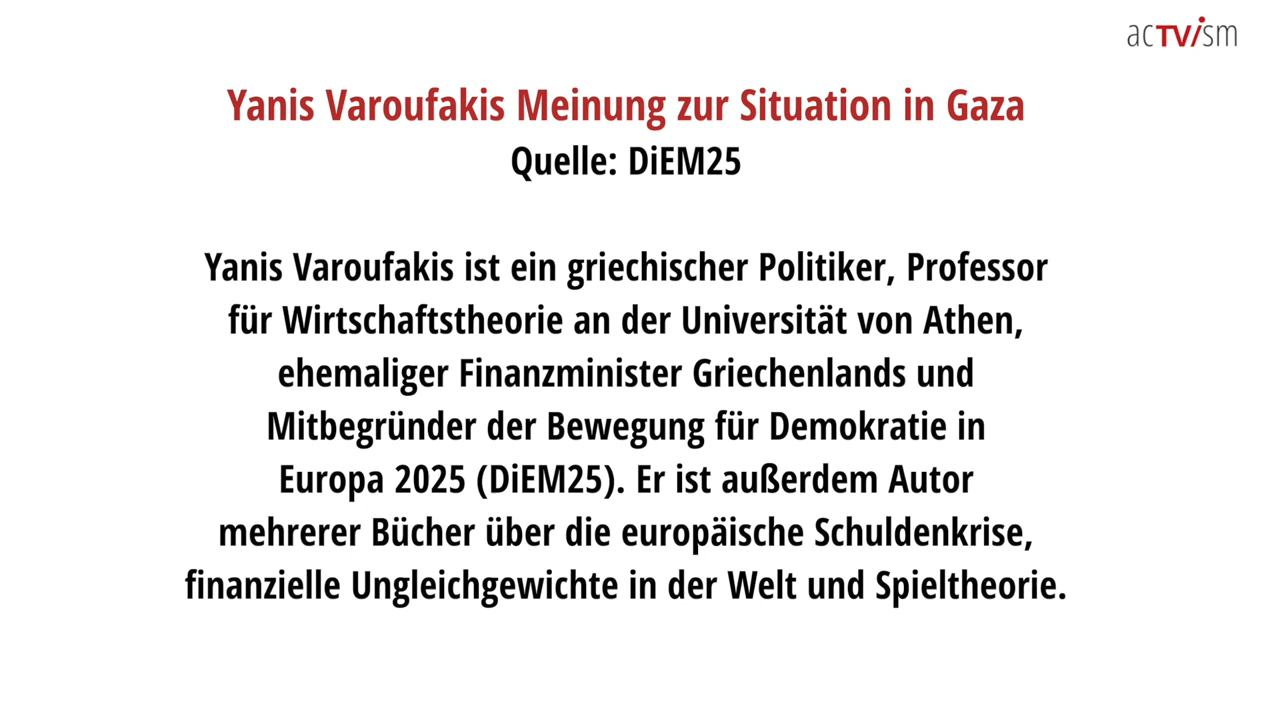 acTVism
Yanis Varoufakis Meinung zur Situation in Gaza
Quelle: DiEM25
Yanis Varoufakis ist ein griechischer Politiker, Professor
für Wirtschaftstheorie an der Universität von Athen,
ehemaliger Finanzminister Griechenlands und
Mitbegründer der Bewegung für Demokratie in
Europa 2025 (DiEM25). Er ist außerdem Autor
mehrerer Bücher über die europäische Schuldenkrise,
finanzielle Ungleichgewichte in der Welt und Spieltheorie.